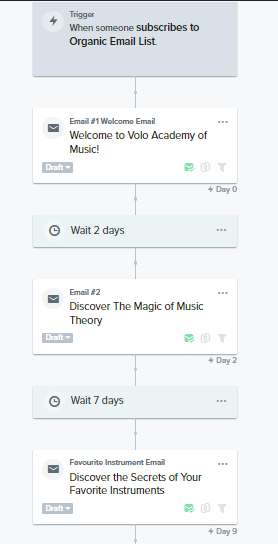 Trigger
When someone subscribes to
Organic Email List.
Email #1 Welcome Email
Welcome to Volo Academy of
Music!
Draft
Day 0
Wait 2 days
Email #2
Discover The Magic of Music
Theory
Draft
Day 2
Wait 7 days
Favourite Instrument Email
Discover the Secrets of Your
Favorite Instruments
Draft
Day 9